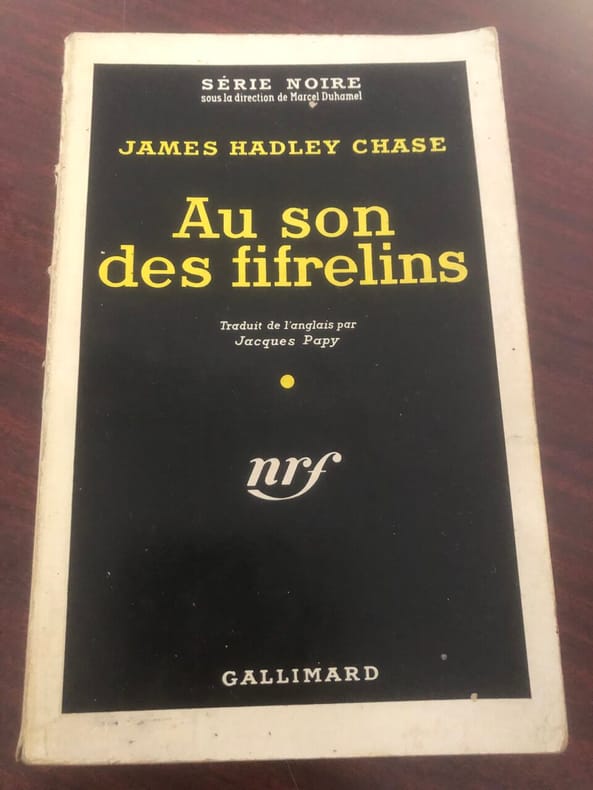 SÉRIE NOIRE
sous la direction de Marcel Duhamel
JAMES HADLEY CHASE
Au son
des fifrelins
Traduit de l'anglais par
Jacques Papy
nrf
GALLIMARD